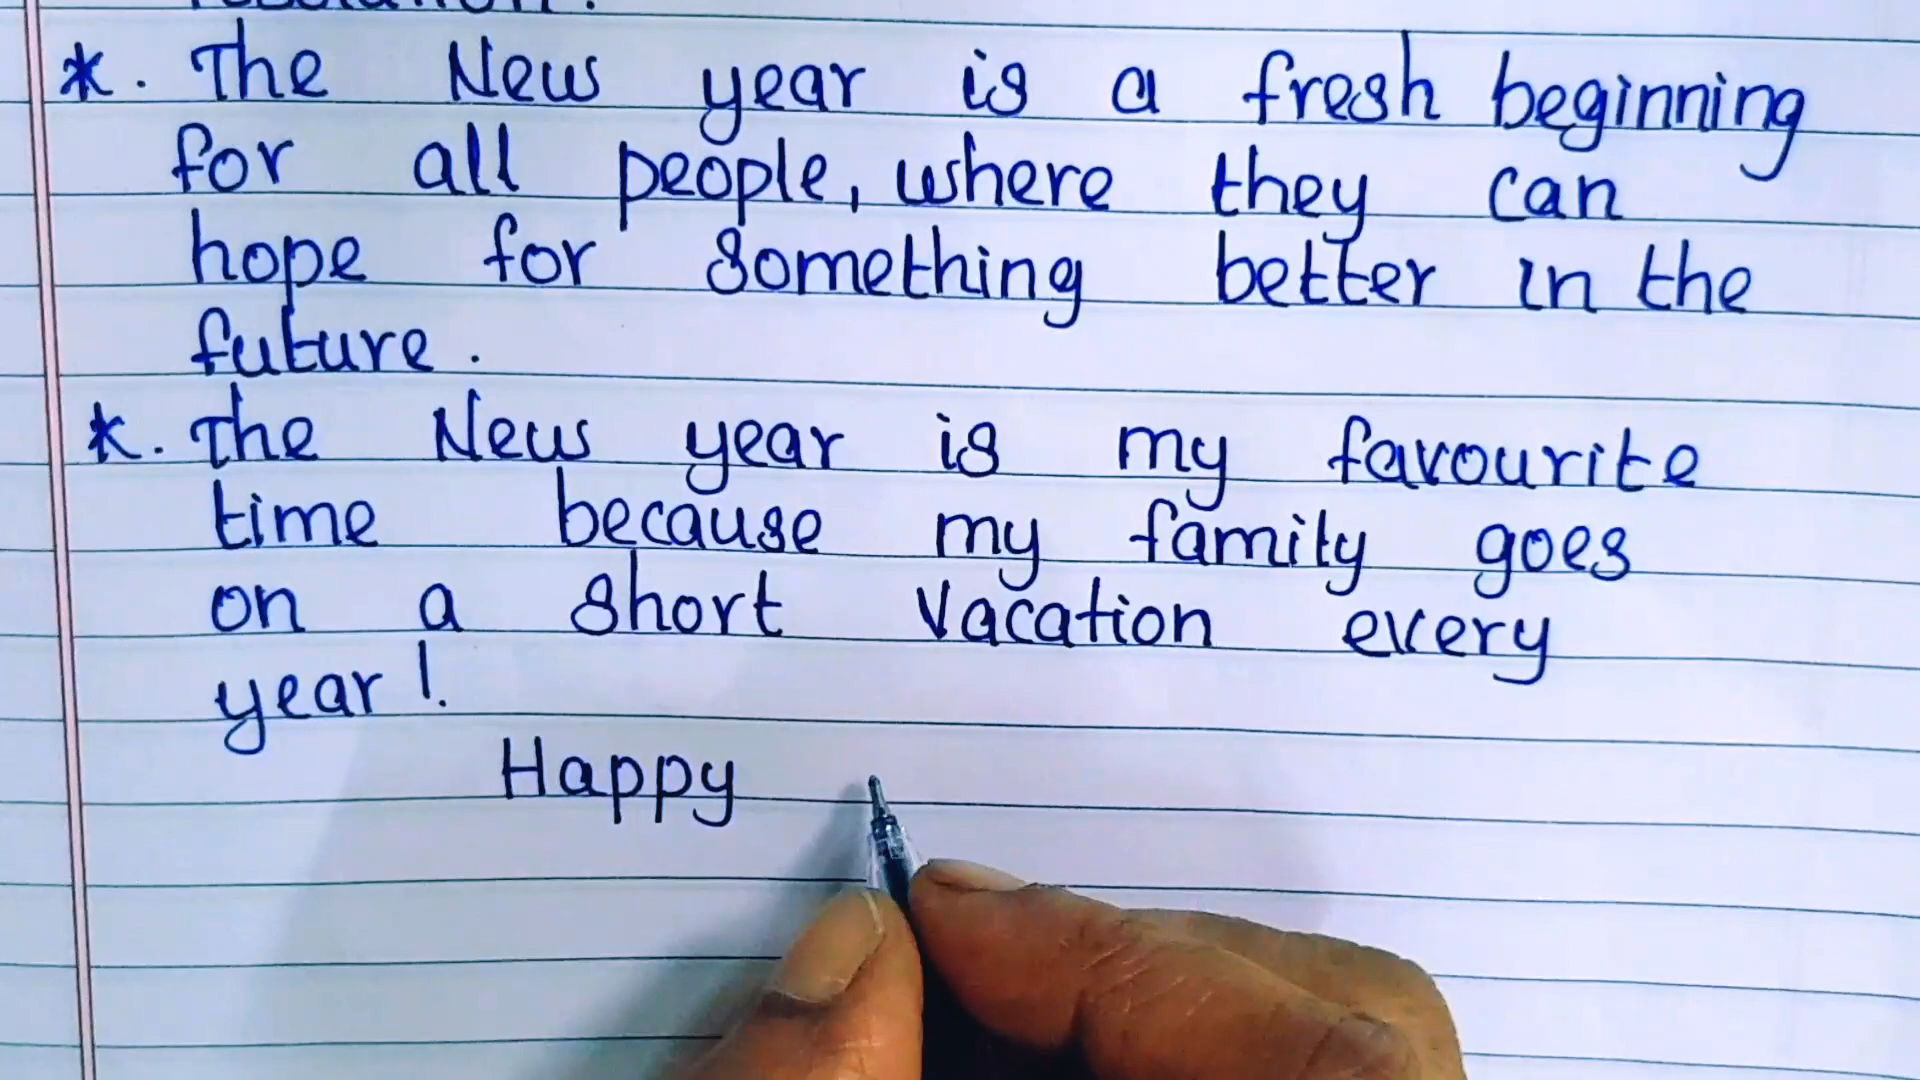 *. The New year is a fresh beginning
for all people, where they can
hope for something better in the
future.
*. The New year is my favourite
time because my family goes
on a short vacation every
year!
Happy